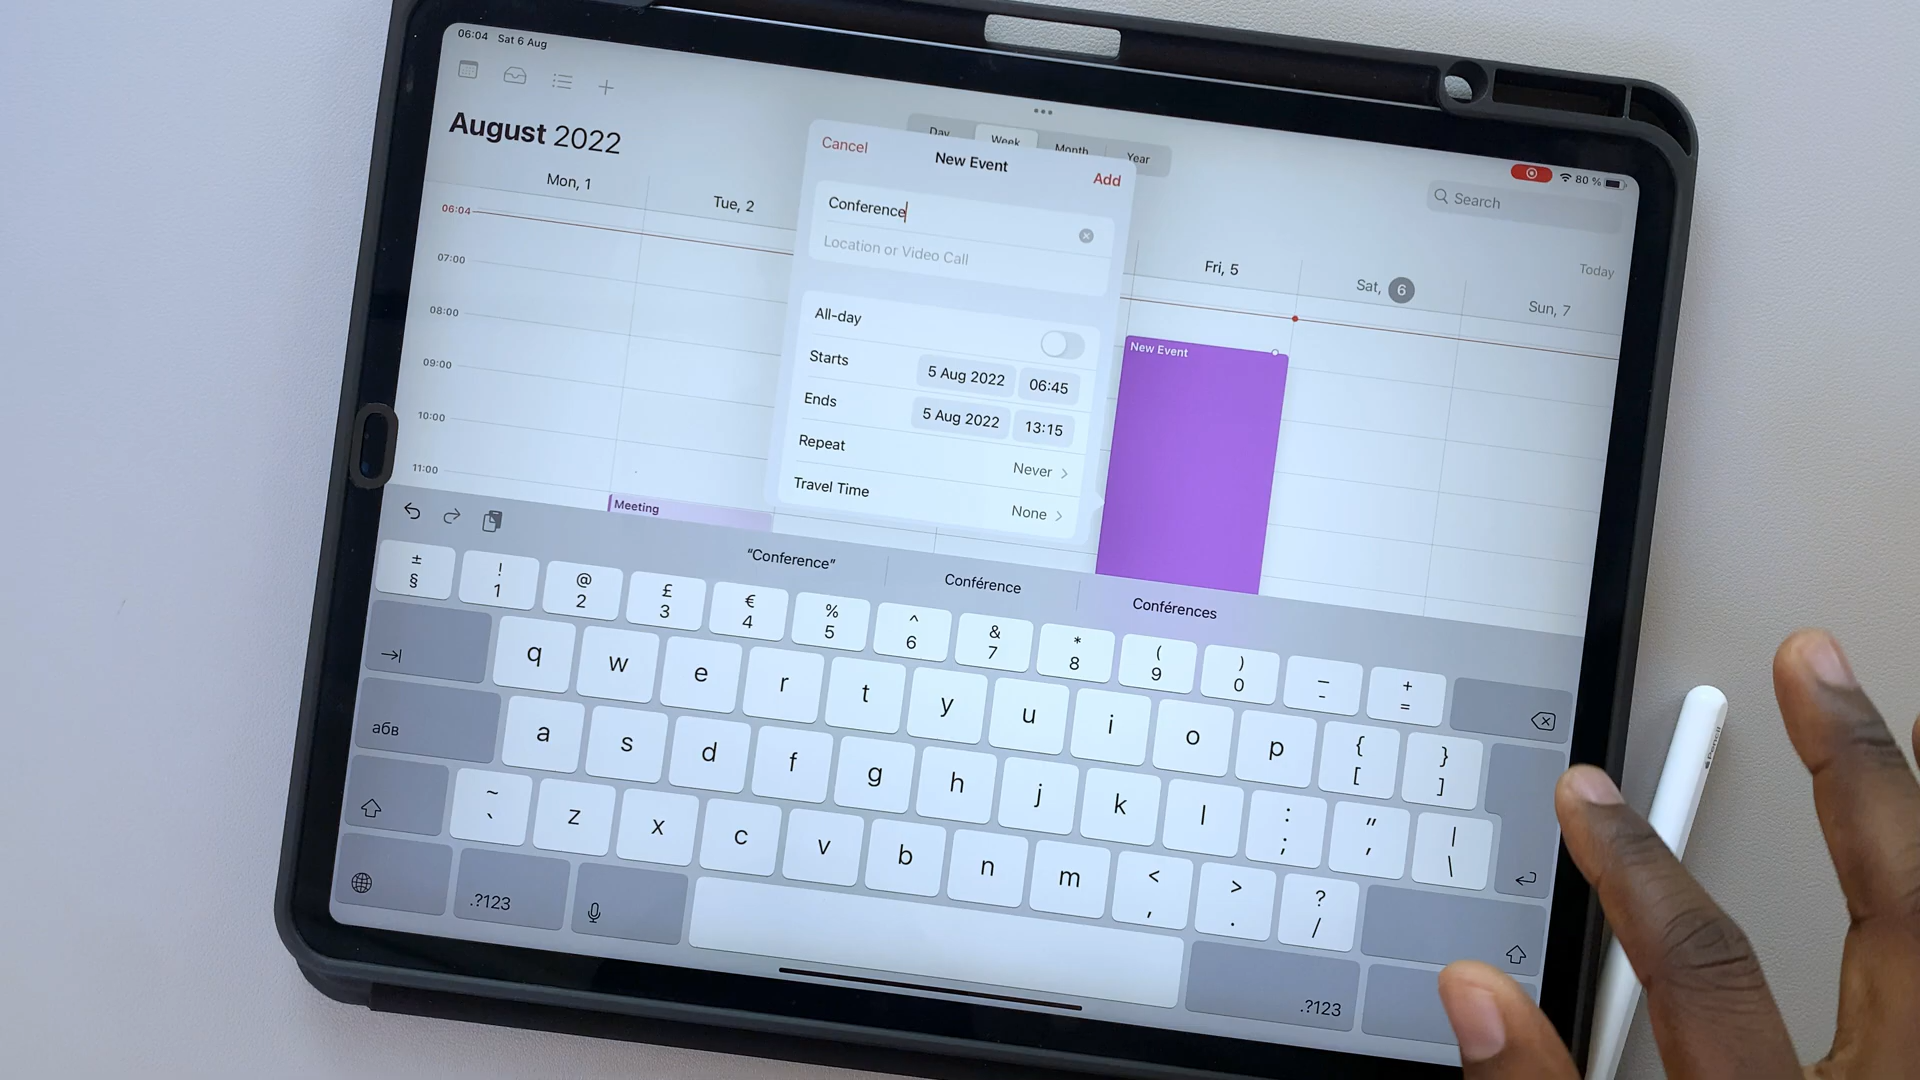 06:04 Sat 6 Aug
80 %
August 2022
Day Week Month Year
Search
Today
Mon, 1 Tue, 2 Fri, 5 Sat, 6 Sun, 7
Cancel New Event Add
Conference
Location or Video Call
All-day
Starts 5 Aug 2022 06:45
Ends 5 Aug 2022 13:15
Repeat Never
Travel Time None
06:04
07:00
08:00
09:00
10:00
11:00
New Event
Meeting
“Conference” Conférence Conférences
± ! @ £ € % ^ & * ( ) _ +
§ 1 2 3 4 5 6 7 8 9 0 - =
q w e r t y u i o p { [ } ]
абв a s d f g h j k l : ; " ' | \
~ ` z x c v b n m < , > . ? /
.?123 .?123
Pencil